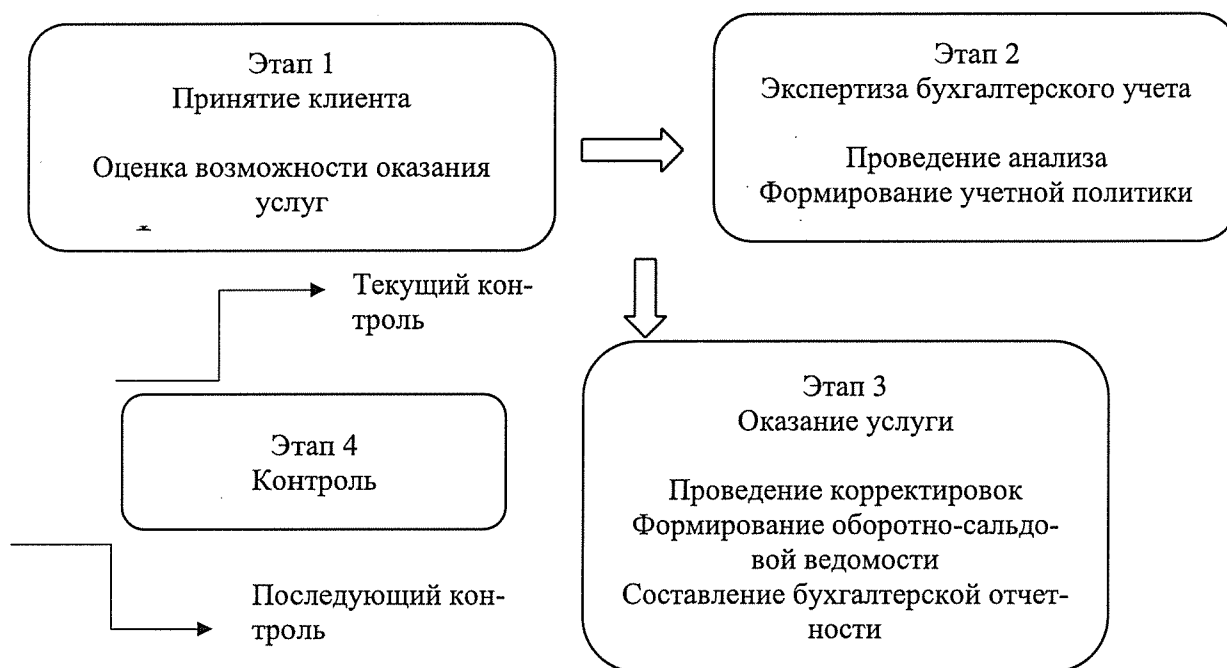 Этап 1
Принятие клиента
Оценка возможности оказания
услуг
Этап 2
Экспертиза бухгалтерского учета
Проведение анализа
Формирование учетной политики
Текущий кон-
троль
Этап 3
Оказание услуги
Проведение корректировок
Формирование оборотно-сальдо-
вой ведомости
Составление бухгалтерской отчет-
ности
Этап 4
Контроль
Последующий кон-
троль